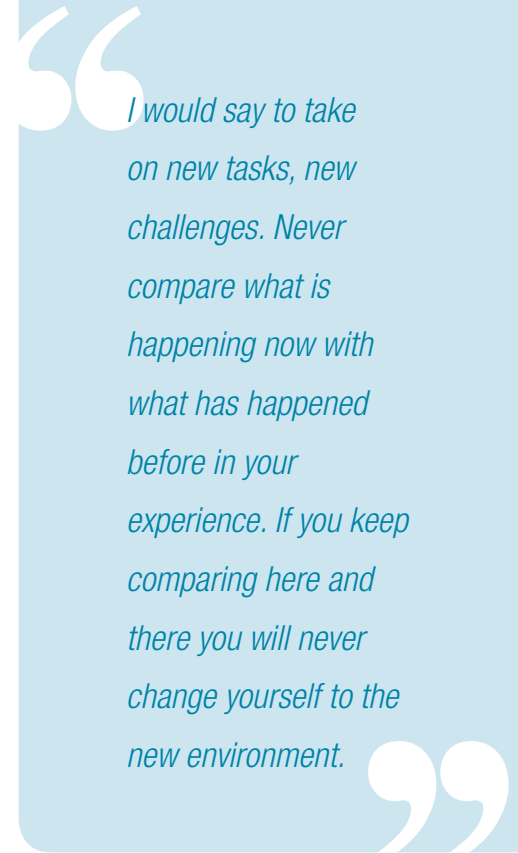 “
I would say to take
on new tasks, new
challenges. Never
compare what is
happening now with
what has happened
before in your
experience. If you keep
comparing here and
there you will never
change yourself to the
new environment.
”